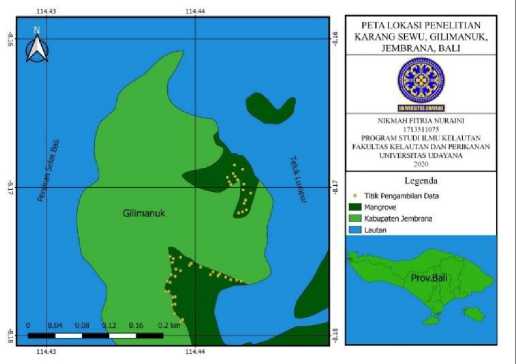 PETA LOKASI PENELITIAN
KARANG SEWU, GILIMANUK,
JEMBRANA, BALI
UNIVERSITAS UDAYANA
NIKMAH FITRIA NURAINI
1713511075
PROGRAM STUDI ILMU KELAUTAN
FAKULTAS KELAUTAN DAN PERIKANAN
UNIVERSITAS UDAYANA
2020
Legenda
Titik Pengambilan Data
Mangrove
Kabupaten Jembrana
Lautan
Prov.Bali
114.43
114.44
N
-8.16
-8.16
Perairan Selat Bali
Teluk Lumpur
-8.17
-8.17
Gilimanuk
0 0,04 0,08 0,12 0,16 0,2 km
-8.18
-8.18
114.43
114.44